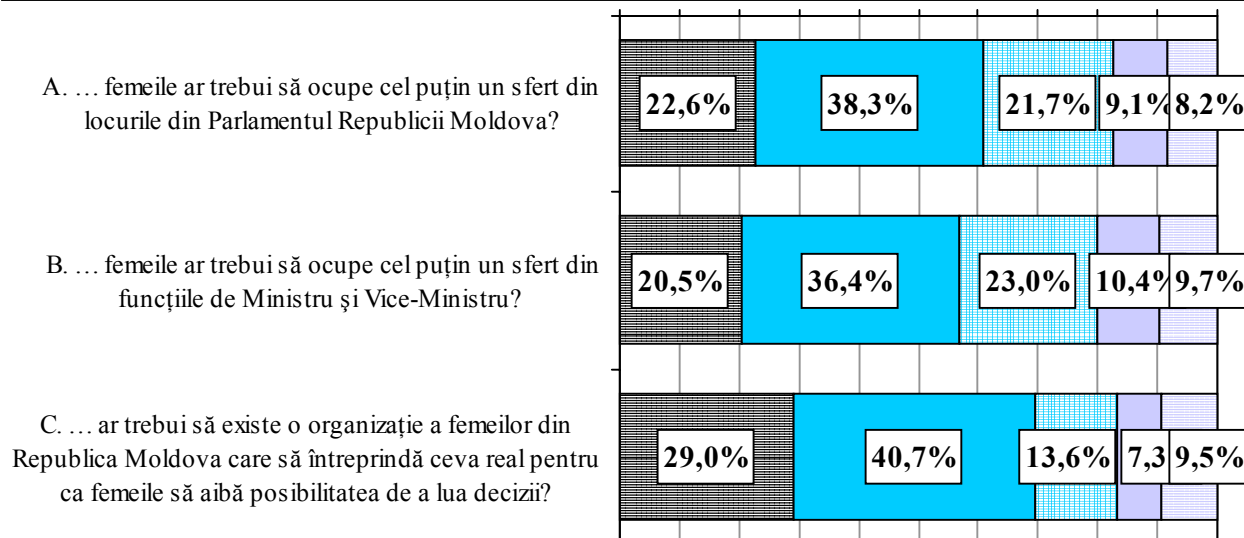 A. … femeile ar trebui să ocupe cel puțin un sfert din
locurile din Parlamentul Republicii Moldova?
22,6% 38,3% 21,7% 9,1% 8,2%
B. … femeile ar trebui să ocupe cel puțin un sfert din
funcțiile de Ministru şi Vice-Ministru?
20,5% 36,4% 23,0% 10,4% 9,7%
C. … ar trebui să existe o organizație a femeilor din
Republica Moldova care să întreprindă ceva real pentru
ca femeile să aibă posibilitatea de a lua decizii?
29,0% 40,7% 13,6% 7,3 9,5%